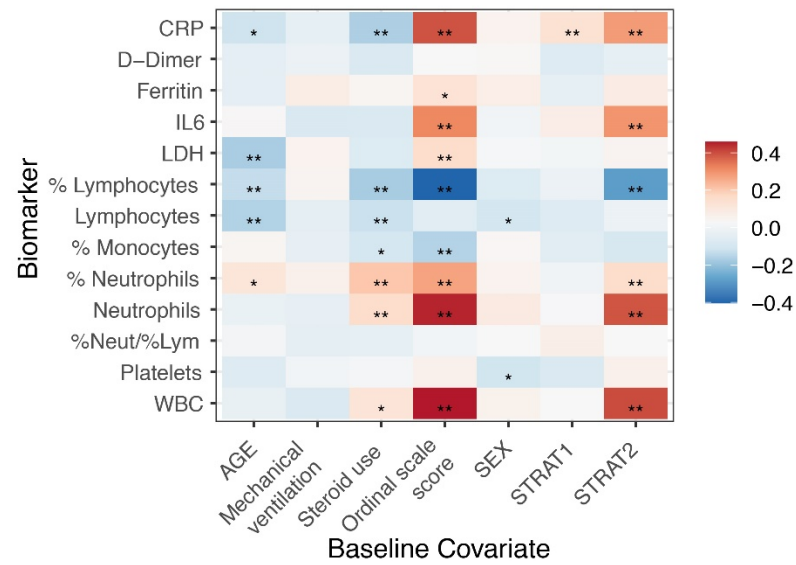 CRP
* ** ** ** **
D-Dimer
Ferritin
*
IL6
** **
LDH
** **
% Lymphocytes
** ** ** **
Lymphocytes
** ** *
% Monocytes
* **
% Neutrophils
* ** ** **
Neutrophils
** ** **
%Neut/%Lym
Platelets
*
WBC
* ** **
Biomarker
AGE
Mechanical
ventilation
Steroid use
Ordinal scale
score
SEX
STRAT1
STRAT2
Baseline Covariate
0.4
0.2
0.0
−0.2
−0.4